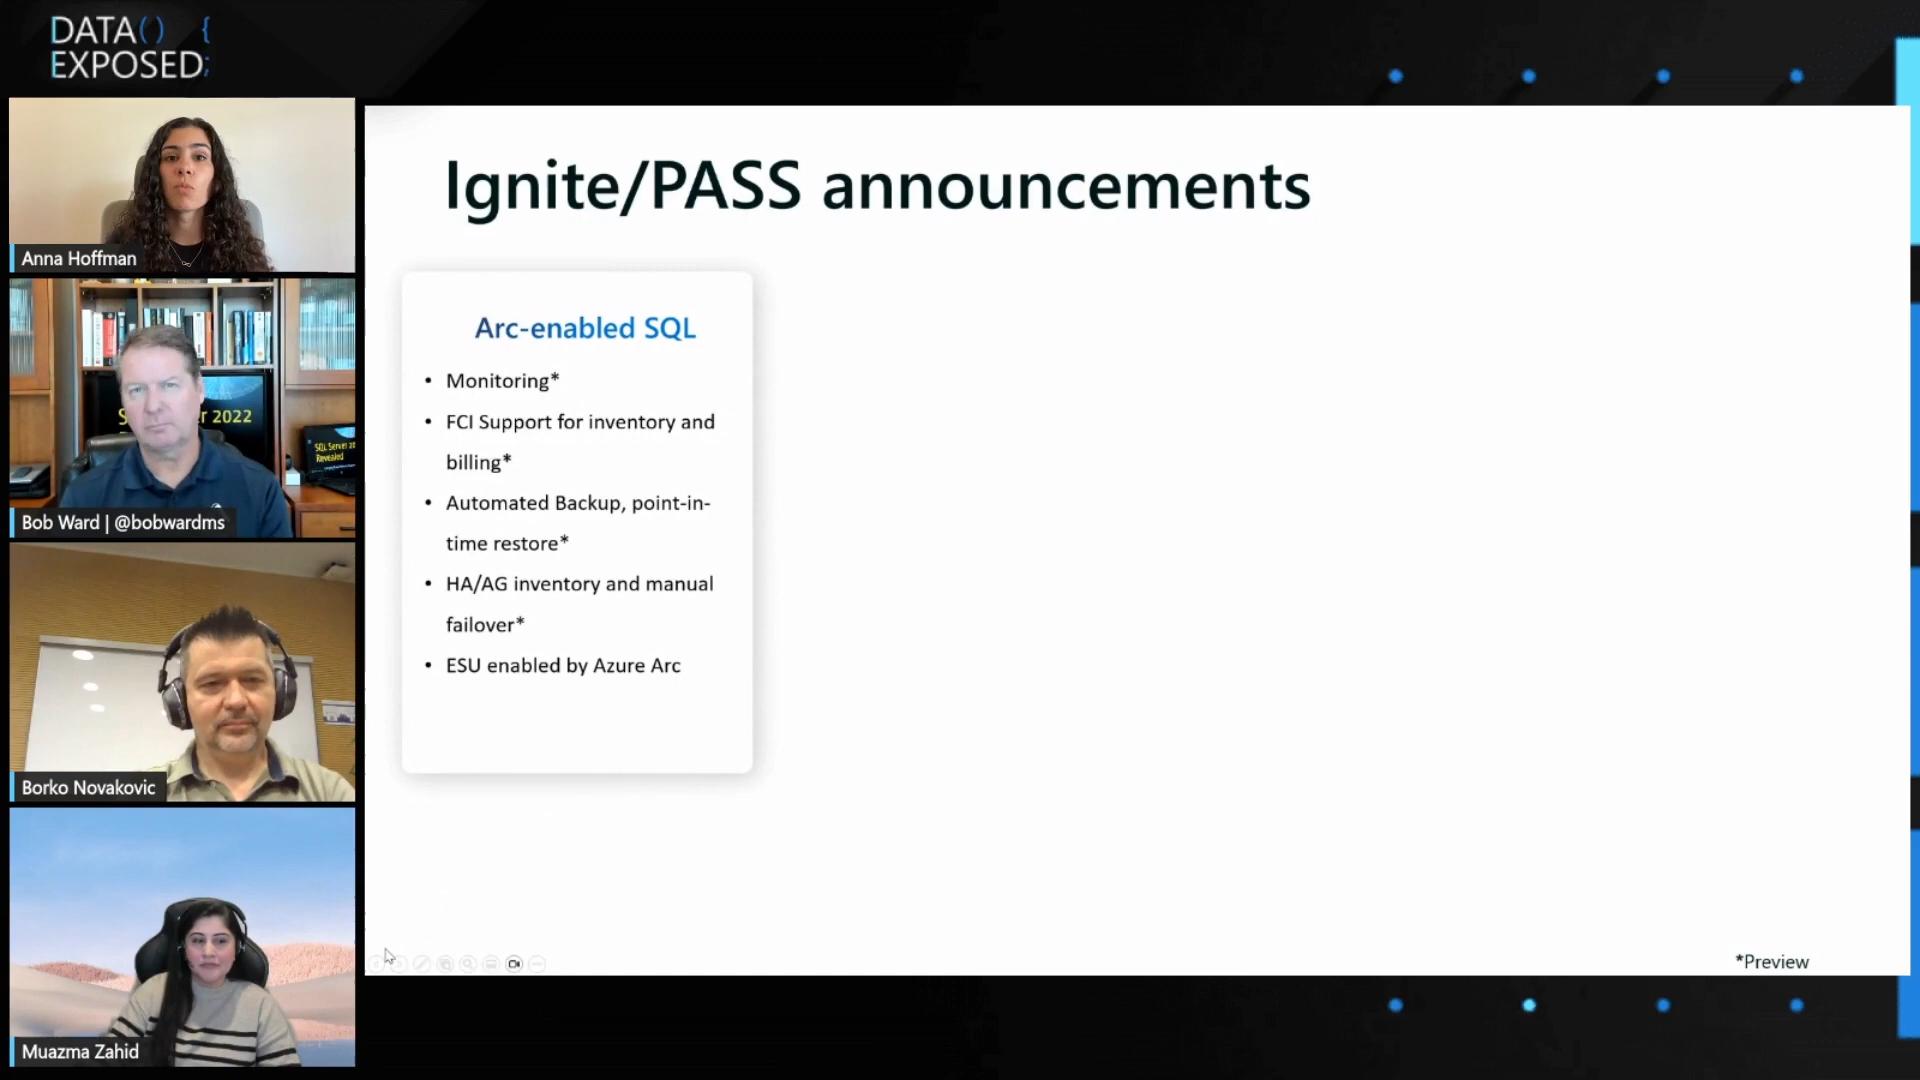 DATA() {
EXPOSED;
Anna Hoffman
Bob Ward | @bobwardms
Borko Novakovic
Muazma Zahid
Ignite/PASS announcements
Arc-enabled SQL
• Monitoring*
• FCI Support for inventory and
billing*
• Automated Backup, point-in-
time restore*
• HA/AG inventory and manual
failover*
• ESU enabled by Azure Arc
*Preview